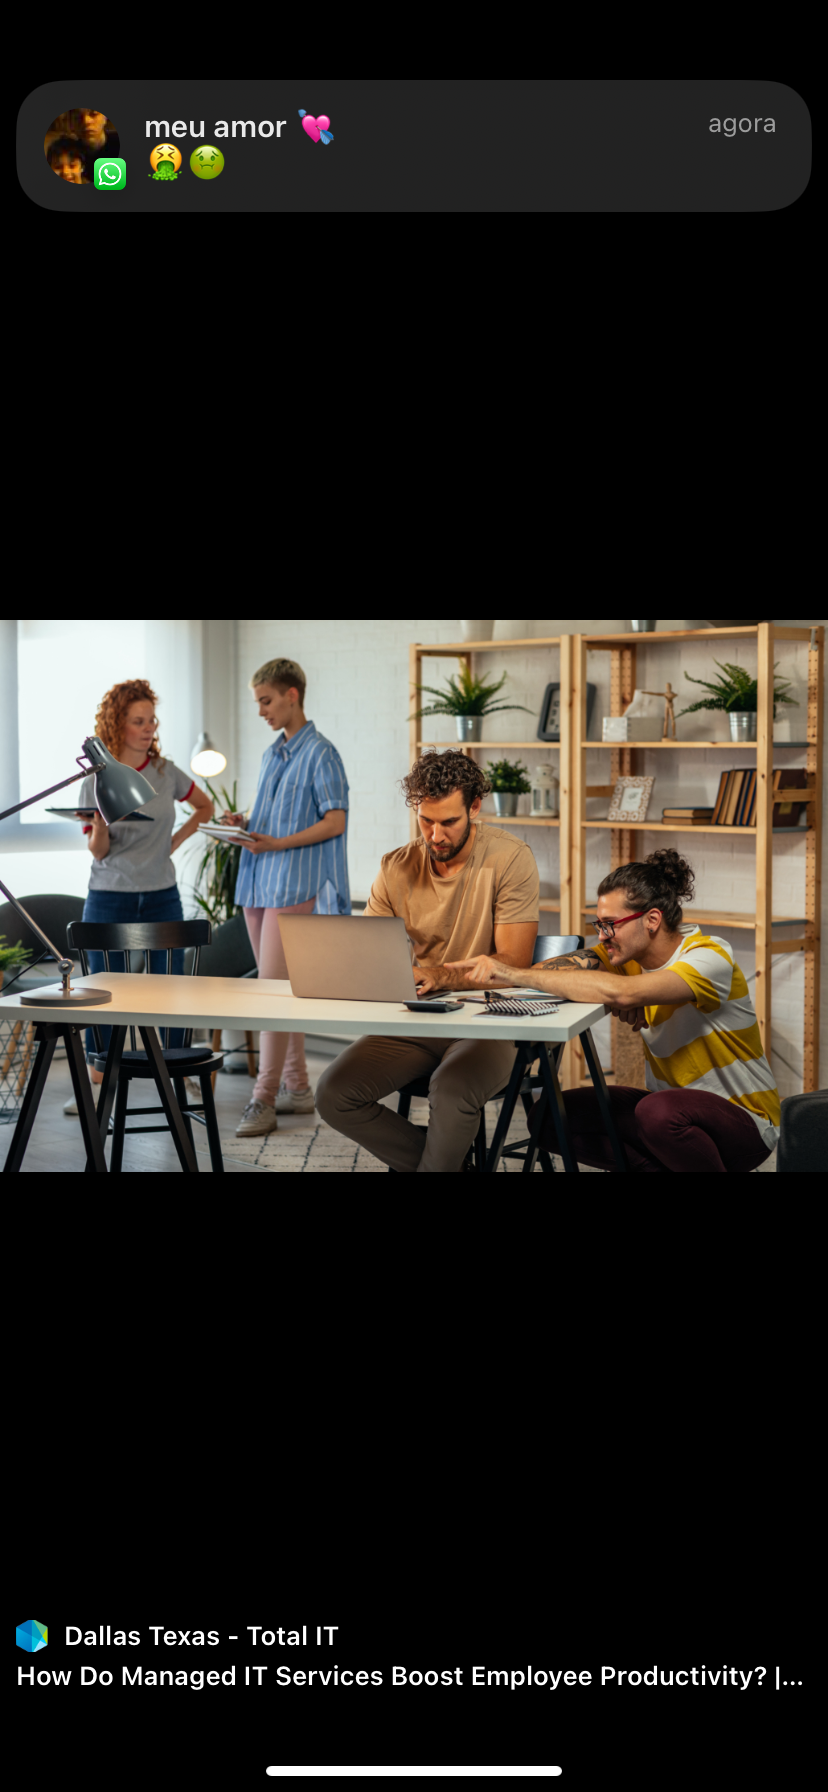 meu amor 💘
agora
🤮🤢
Dallas Texas - Total IT
How Do Managed IT Services Boost Employee Productivity? |...